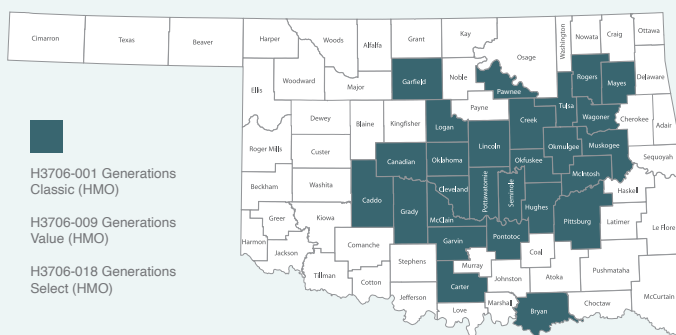 Cimarron
Texas
Beaver
Harper
Woods
Alfalfa
Grant
Kay
Osage
Washington
Nowata
Craig
Ottawa
Ellis
Woodward
Major
Garfield
Noble
Pawnee
Rogers
Mayes
Delaware
Dewey
Blaine
Kingfisher
Logan
Payne
Creek
Tulsa
Wagoner
Cherokee
Adair
Roger Mills
Custer
Canadian
Oklahoma
Lincoln
Okfuskee
Okmulgee
Muskogee
Sequoyah
Beckham
Washita
Caddo
Grady
Cleveland
McClain
Pottawatomie
Seminole
Hughes
McIntosh
Pittsburg
Haskell
Greer
Kiowa
Harmon
Jackson
Tillman
Comanche
Cotton
Stephens
Jefferson
Garvin
Murray
Carter
Love
Pontotoc
Johnston
Marshall
Coal
Atoka
Bryan
Latimer
Le Flore
Pushmataha
Choctaw
McCurtain
H3706-001 Generations
Classic (HMO)
H3706-009 Generations
Value (HMO)
H3706-018 Generations
Select (HMO)